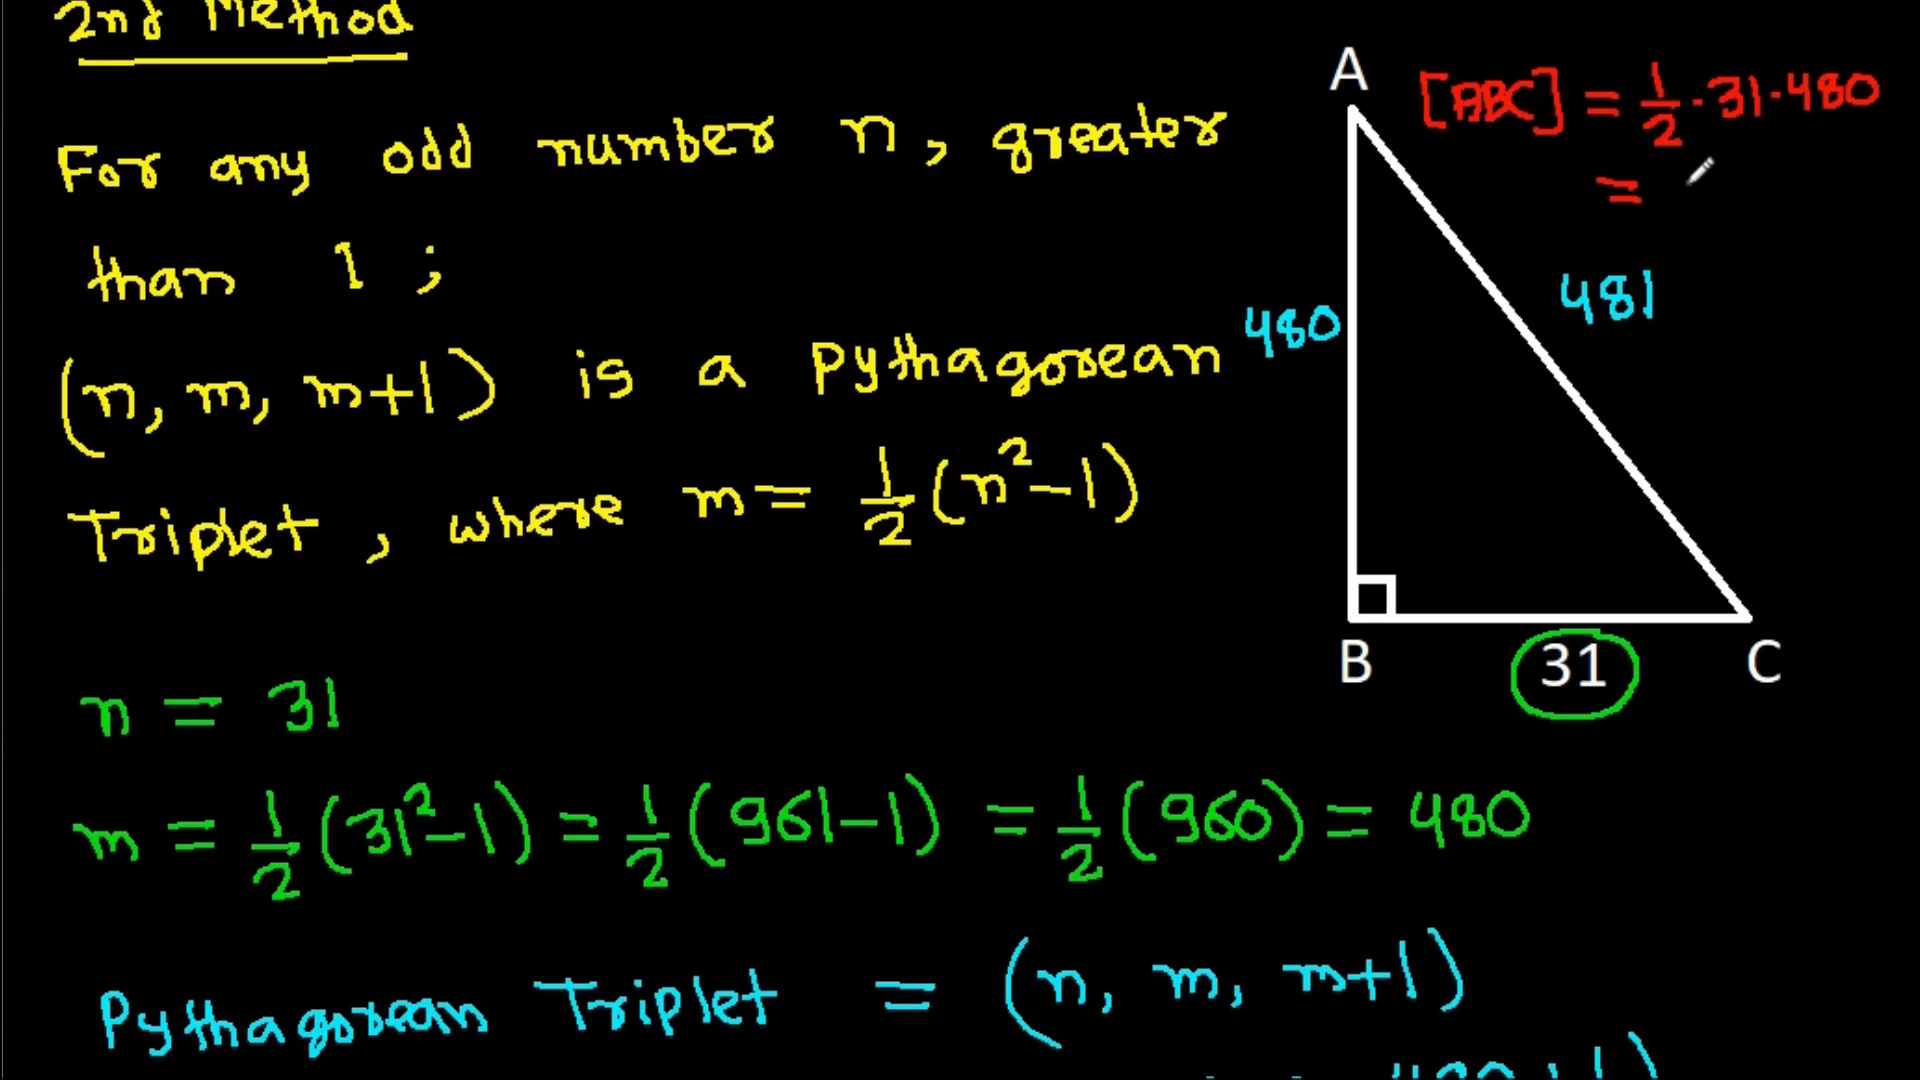 2nd Method
For any odd number n, greater
than 1 ;
(n, m, m+1) is a Pythagorean
Triplet, where m = 1/2 (n² - 1)
n = 31
m = 1/2 (31² - 1) = 1/2 (961 - 1) = 1/2 (960) = 480
Pythagorean Triplet = (n, m, m+1)
480+1)
A
[ABC] = 1/2 · 31 · 480
=
480
481
B
31
C